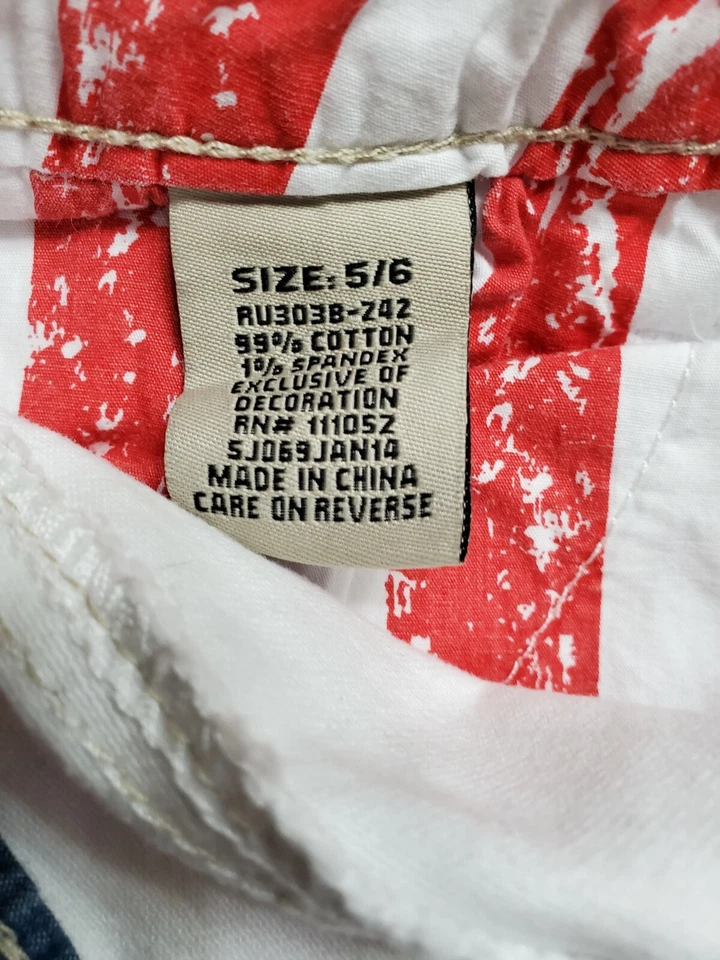 SIZE: 5/6
RU303B-242
99% COTTON
1% SPANDEX
EXCLUSIVE OF
DECORATION
RN# 111052
SJ069JAN14
MADE IN CHINA
CARE ON REVERSE